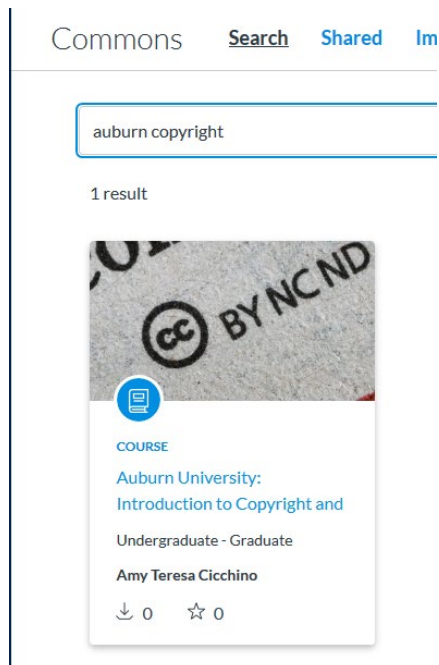 Commons Search Shared
auburn copyright
1 result
cc BY NC ND
COURSE
Auburn University:
Introduction to Copyright and
Undergraduate - Graduate
Amy Teresa Cicchino
0 0